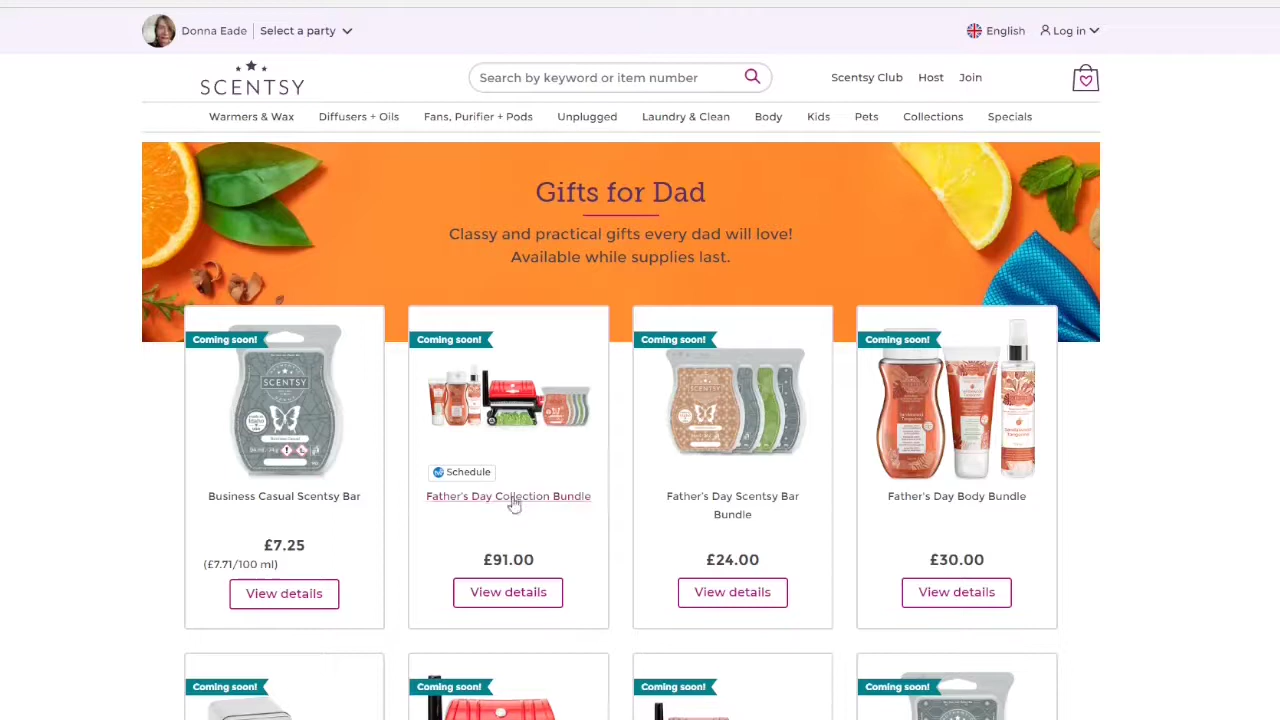 Donna Eade
Select a party
English
Log in
SCENTSY
Search by keyword or item number
Scentsy Club
Host
Join
Warmers & Wax
Diffusers + Oils
Fans, Purifier + Pods
Unplugged
Laundry & Clean
Body
Kids
Pets
Collections
Specials
Gifts for Dad
Classy and practical gifts every dad will love!
Available while supplies last.
Coming soon!
SCENTSY
Business Casual Scentsy Bar
£7.25
(£7.71/100 ml)
View details
Coming soon!
Schedule
Father's Day Collection Bundle
£91.00
View details
Coming soon!
Father's Day Scentsy Bar
Bundle
£24.00
View details
Coming soon!
Father's Day Body Bundle
£30.00
View details
Coming soon!
Coming soon!
Coming soon!
Coming soon!